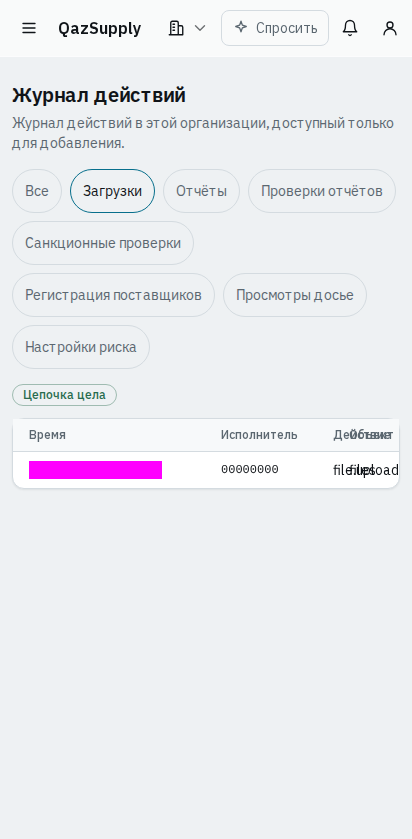 QazSupply
Спросить
Журнал действий
Журнал действий в этой организации, доступный только
для добавления.
Все
Загрузки
Отчёты
Проверки отчётов
Санкционные проверки
Регистрация поставщиков
Просмотры досье
Настройки риска
Цепочка цела
Время Исполнитель
00000000